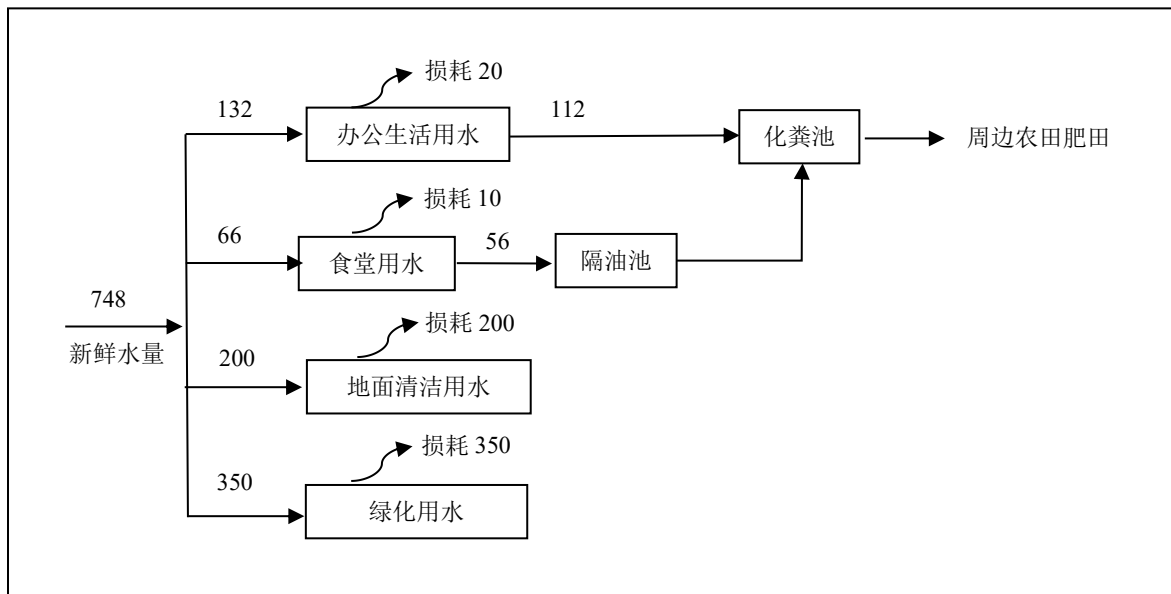 损耗 20
132
112
办公生活用水
化粪池
周边农田肥田
损耗 10
66
56
食堂用水
隔油池
748
新鲜水量
损耗 200
200
地面清洁用水
损耗 350
350
绿化用水